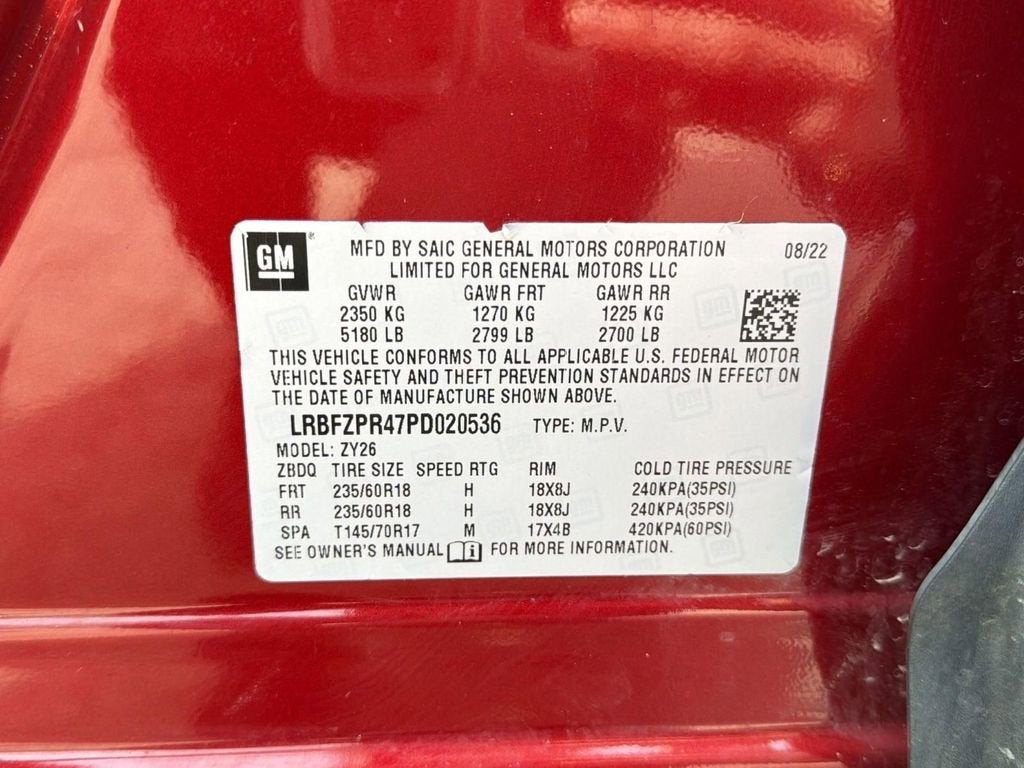 GM
MFD BY SAIC GENERAL MOTORS CORPORATION 08/22
LIMITED FOR GENERAL MOTORS LLC
GVWR GAWR FRT GAWR RR
2350 KG 1270 KG 1225 KG
5180 LB 2799 LB 2700 LB
THIS VEHICLE CONFORMS TO ALL APPLICABLE U.S. FEDERAL MOTOR
VEHICLE SAFETY AND THEFT PREVENTION STANDARDS IN EFFECT ON
THE DATE OF MANUFACTURE SHOWN ABOVE.
LRBFZPR47PD020536 TYPE: M.P.V.
MODEL: ZY26
ZBDQ TIRE SIZE SPEED RTG RIM COLD TIRE PRESSURE
FRT 235/60R18 H 18X8J 240KPA(35PSI)
RR 235/60R18 H 18X8J 240KPA(35PSI)
SPA T145/70R17 M 17X4B 420KPA(60PSI)
SEE OWNER'S MANUAL FOR MORE INFORMATION.